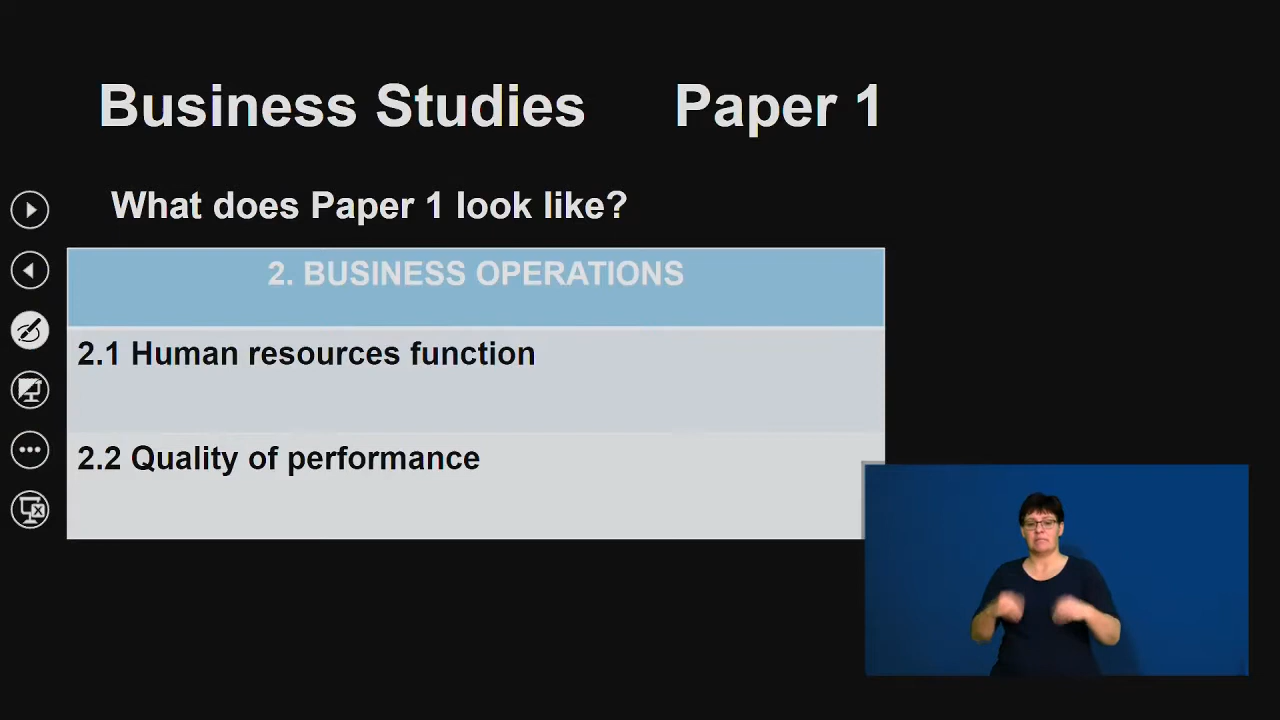 Business Studies Paper 1
What does Paper 1 look like?
2. BUSINESS OPERATIONS
2.1 Human resources function
2.2 Quality of performance